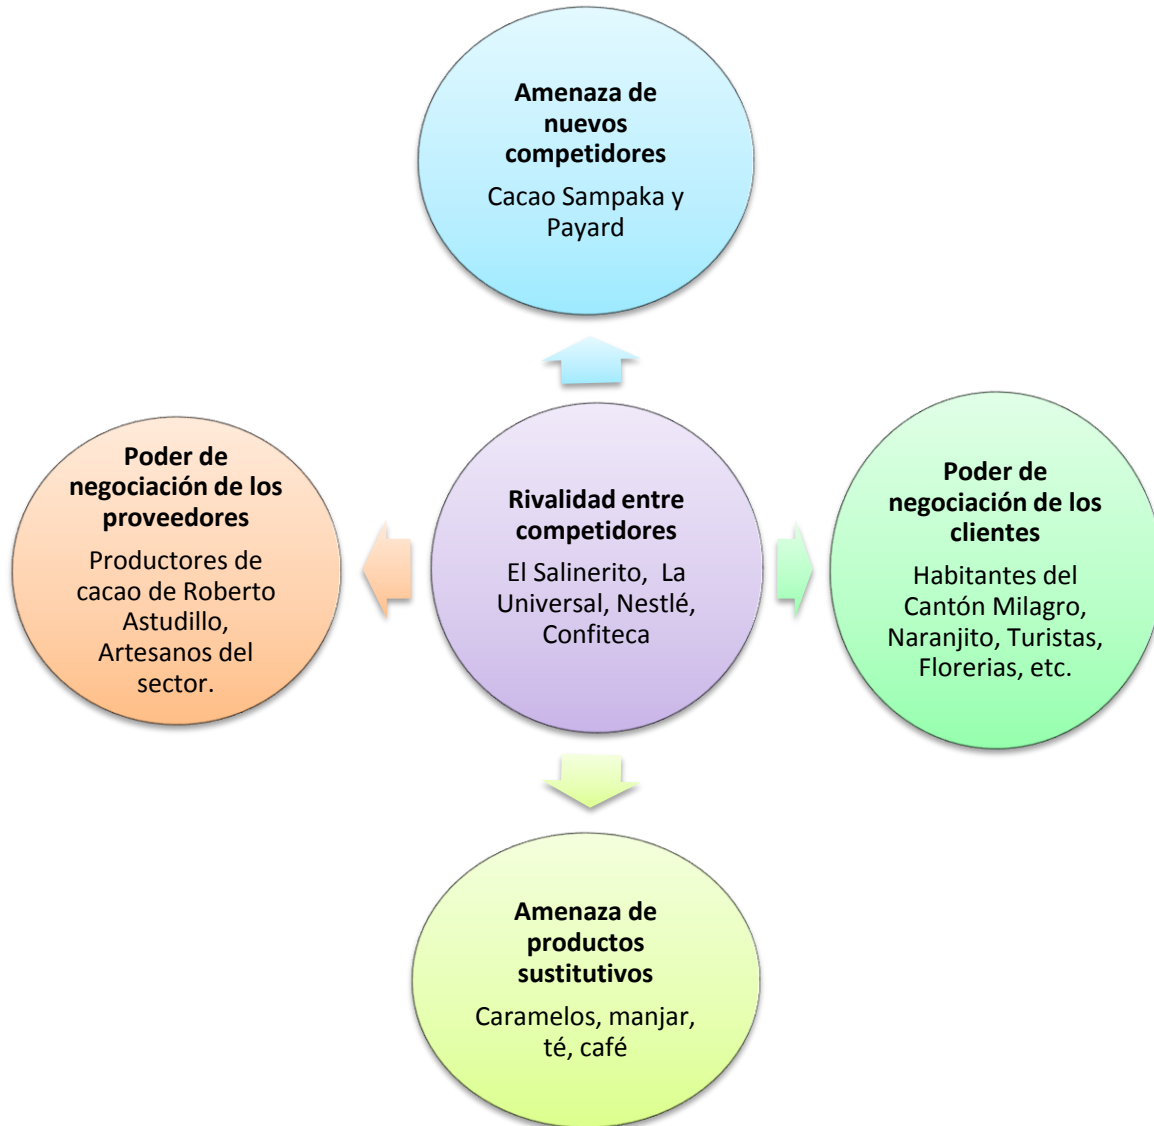 Amenaza de
nuevos
competidores
Cacao Sampaka y
Payard
Poder de
negociación de los
proveedores
Productores de
cacao de Roberto
Astudillo,
Artesanos del
sector.
Rivalidad entre
competidores
El Salinerito,  La
Universal, Nestlé,
Confiteca
Poder de
negociación de los
clientes
Habitantes del
Cantón Milagro,
Naranjito, Turistas,
Florerias, etc.
Amenaza de
productos
sustitutivos
Caramelos, manjar,
té, café